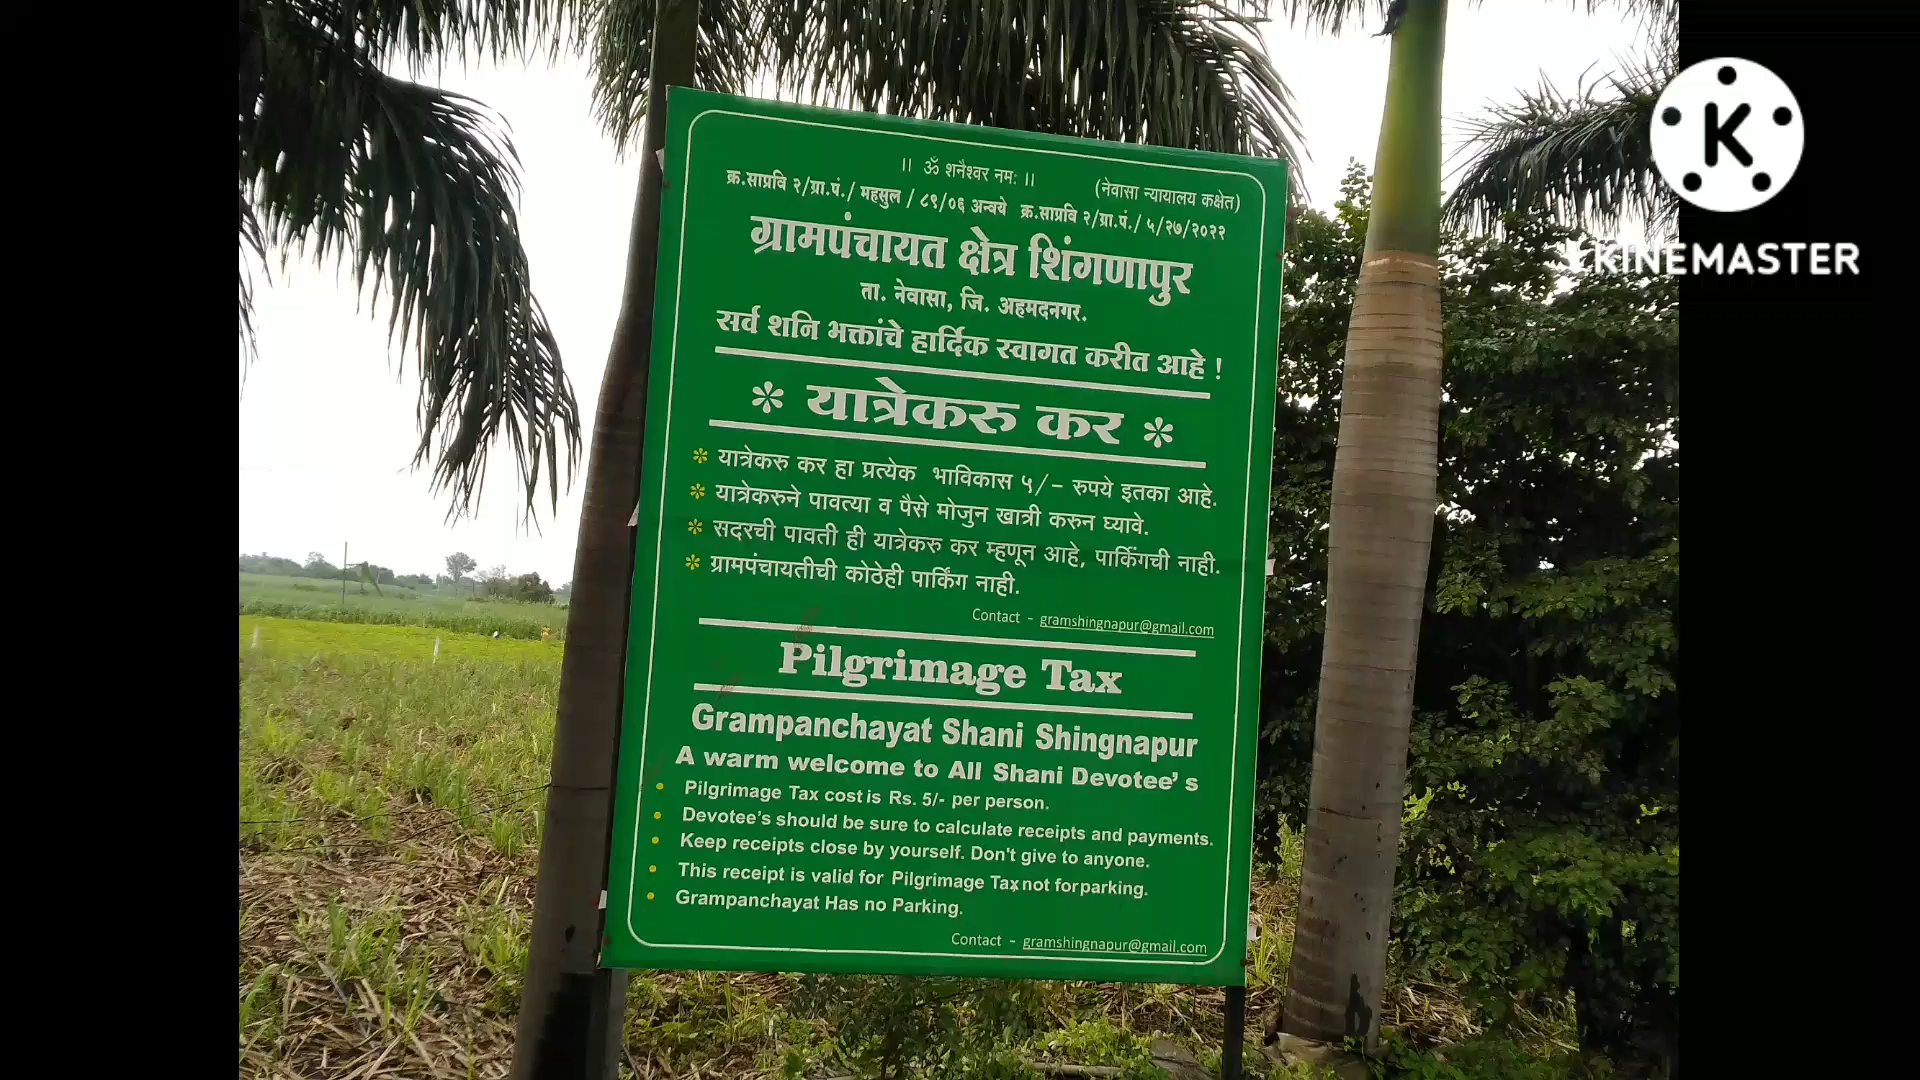 ।। ॐ शनैश्वर नमः ।।
(नेवासा न्यायालय कक्षेत)
क्र.साप्रवि २/ग्रा.पं./ महसुल / ८९/०६ अन्वये क्र.साप्रवि २/ग्रा.पं./ ५/२७/२०२२
ग्रामपंचायत क्षेत्र शिंगणापुर
ता. नेवासा, जि. अहमदनगर.
सर्व शनि भक्तांचे हार्दिक स्वागत करीत आहे !
यात्रेकरु कर
यात्रेकरु कर हा प्रत्येक भाविकास ५/- रुपये इतका आहे.
यात्रेकरुने पावत्या व पैसे मोजुन खात्री करुन घ्यावे.
सदरची पावती ही यात्रेकरु कर म्हणून आहे, पार्किंगची नाही.
ग्रामपंचायतीची कोठेही पार्किंग नाही.
Contact - gramshingnapur@gmail.com
Pilgrimage Tax
Grampanchayat Shani Shingnapur
A warm welcome to All Shani Devotee's
Pilgrimage Tax cost is Rs. 5/- per person.
Devotee's should be sure to calculate receipts and payments.
Keep receipts close by yourself. Don't give to anyone.
This receipt is valid for Pilgrimage Tax not forparking.
Grampanchayat Has no Parking.
Contact - gramshingnapur@gmail.com
K
KINEMASTER